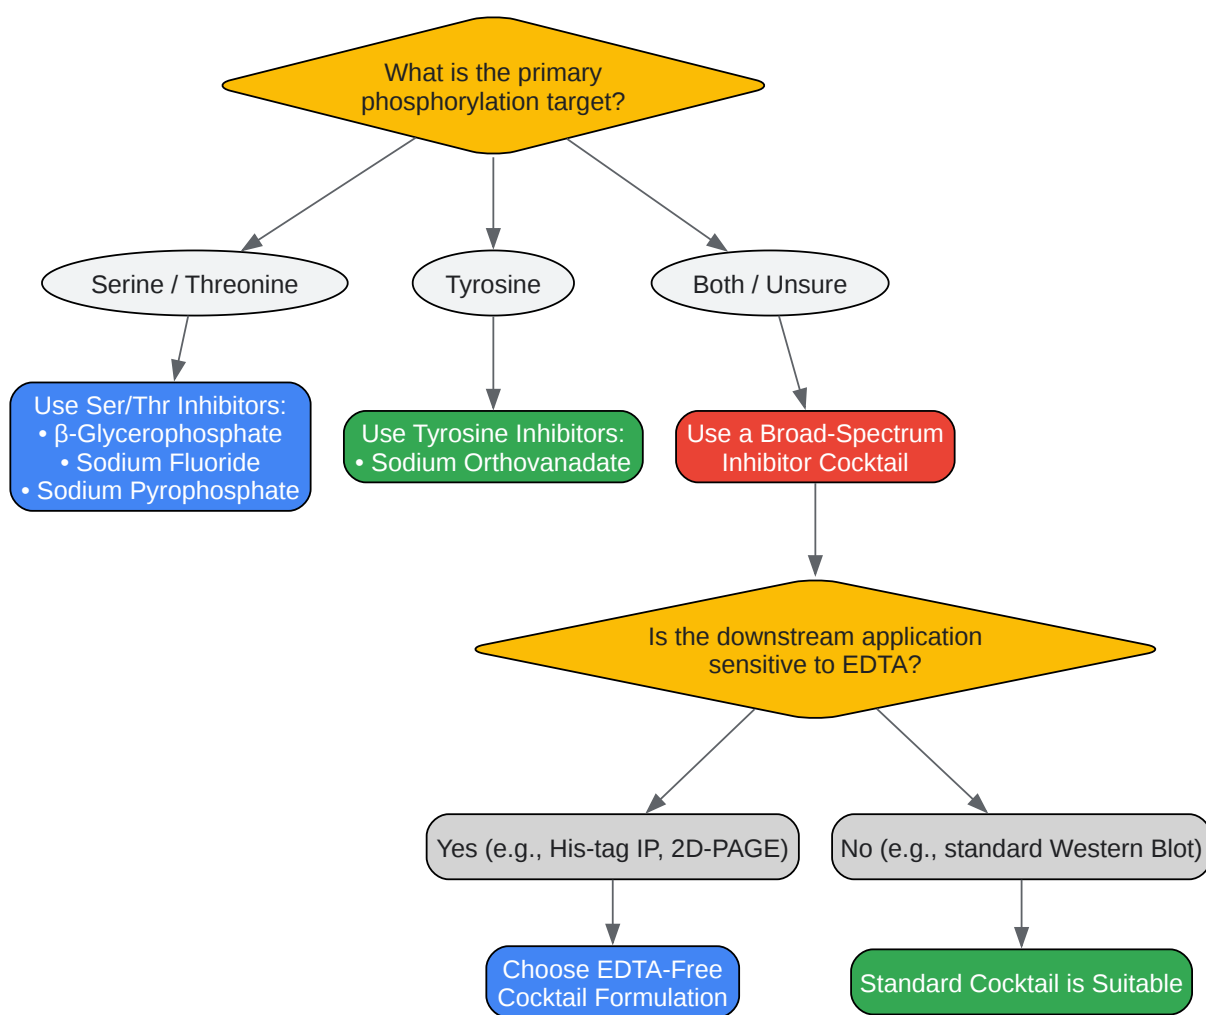 What is the primary
phosphorylation target?
Serine / Threonine
Tyrosine
Both / Unsure
Use Ser/Thr Inhibitors:
• β-Glycerophosphate
• Sodium Fluoride
• Sodium Pyrophosphate
Use Tyrosine Inhibitors:
• Sodium Orthovanadate
Use a Broad-Spectrum
Inhibitor Cocktail
Is the downstream application
sensitive to EDTA?
Yes (e.g., His-tag IP, 2D-PAGE)
No (e.g., standard Western Blot)
Choose EDTA-Free
Cocktail Formulation
Standard Cocktail is Suitable